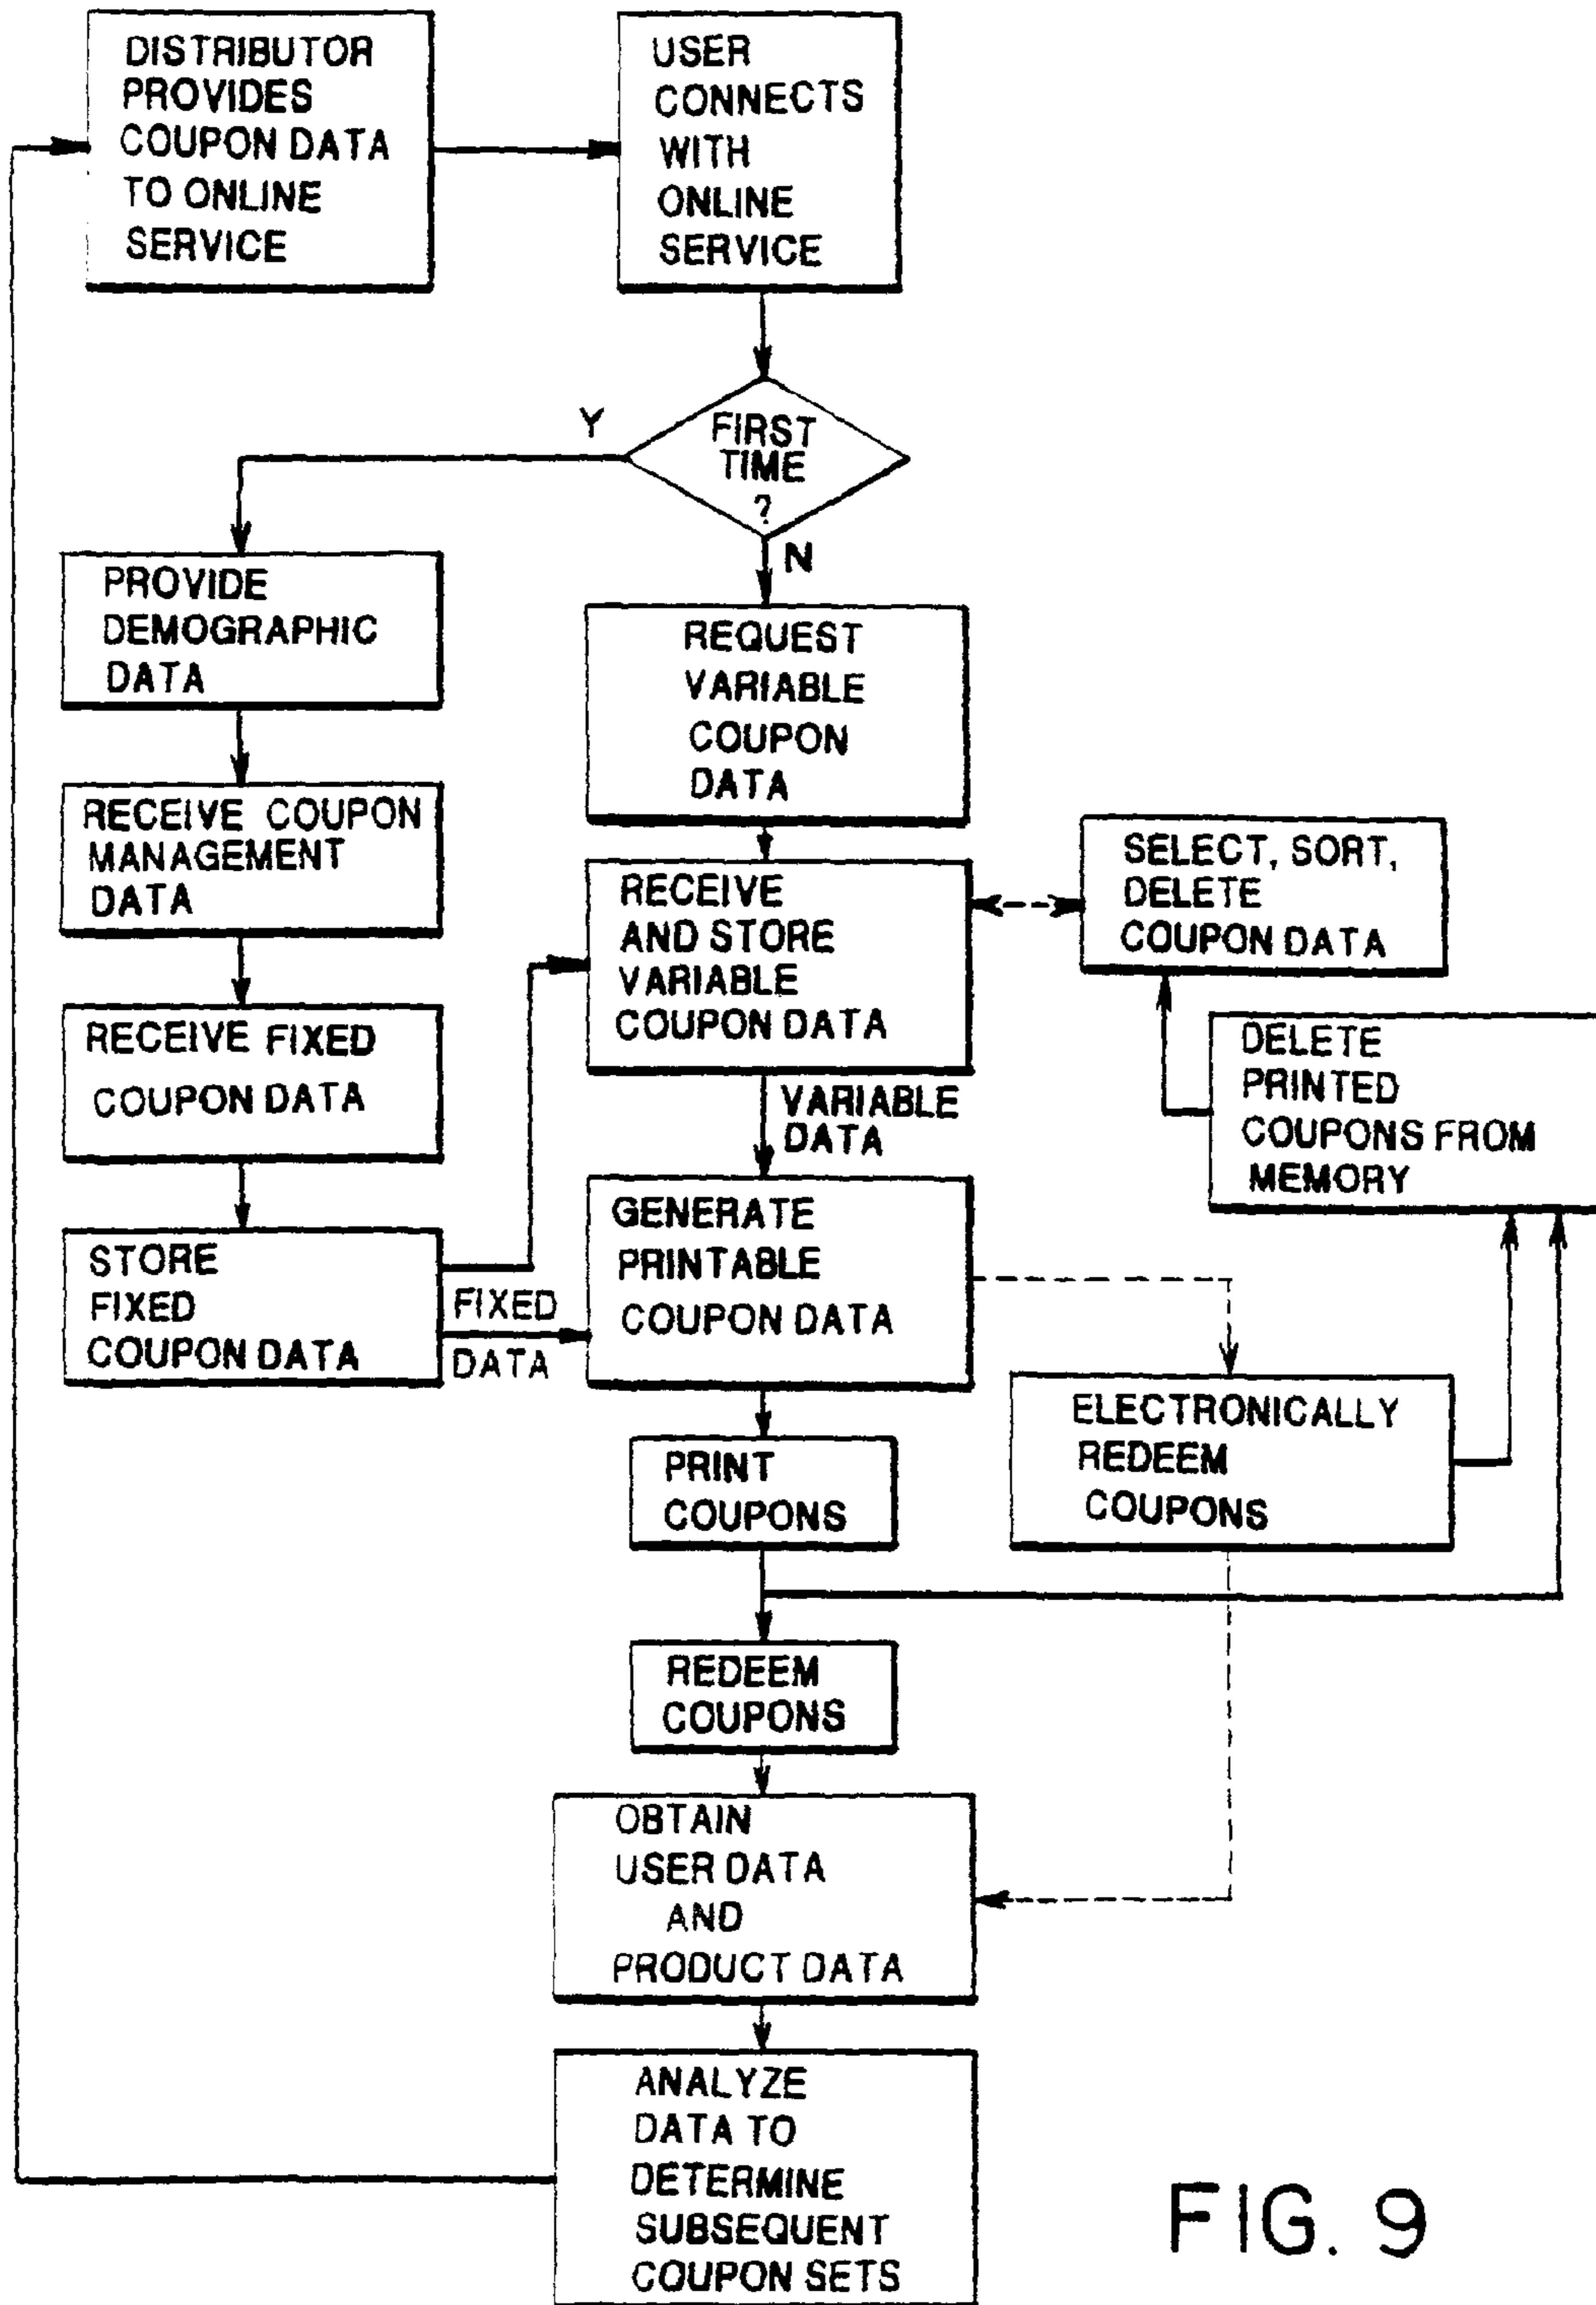 DISTRIBUTOR
PROVIDES
COUPON DATA
TO ONLINE
SERVICE
USER
CONNECTS
WITH
ONLINE
SERVICE
Y
FIRST
TIME
?
N
PROVIDE
DEMOGRAPHIC
DATA
REQUEST
VARIABLE
COUPON
DATA
RECEIVE COUPON
MANAGEMENT
DATA
RECEIVE
AND STORE
VARIABLE
COUPON DATA
SELECT, SORT,
DELETE
COUPON DATA
RECEIVE FIXED
COUPON DATA
DELETE
PRINTED
COUPONS FROM
MEMORY
VARIABLE
DATA
STORE
FIXED
COUPON DATA
FIXED
DATA
GENERATE
PRINTABLE
COUPON DATA
ELECTRONICALLY
REDEEM
COUPONS
PRINT
COUPONS
REDEEM
COUPONS
OBTAIN
USER DATA
AND
PRODUCT DATA
ANALYZE
DATA TO
DETERMINE
SUBSEQUENT
COUPON SETS
FIG. 9